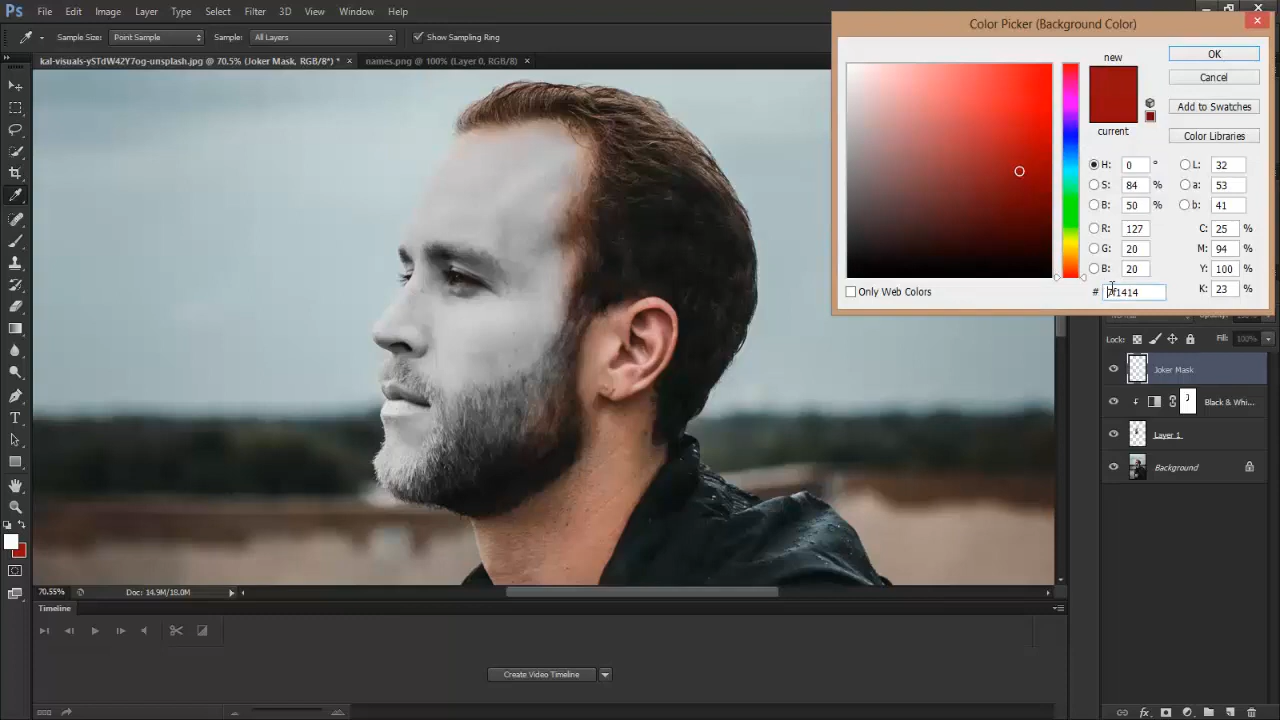 Ps File Edit Image Layer Type Select Filter 3D View Window Help
Sample Size: Point Sample Sample: All Layers Show Sampling Ring
kal-visuals-ySTdW42Y7og-unsplash.jpg @ 70.5% (Joker Mask, RGB/8*) * × names.png @ 100% (Layer 0, RGB/8) ×
Color Picker (Background Color)
new
current
OK
Cancel
Add to Swatches
Color Libraries
H: 0 ° L: 32
S: 84 % a: 53
B: 50 % b: 41
R: 127 C: 25 %
G: 20 M: 94 %
B: 20 Y: 100 %
# 7f1414 K: 23 %
Only Web Colors
Lock: Fill: 100%
Joker Mask
Black & Whi...
Layer 1
Background
70.55% Doc: 14.9M/18.0M
Timeline
Create Video Timeline
fx